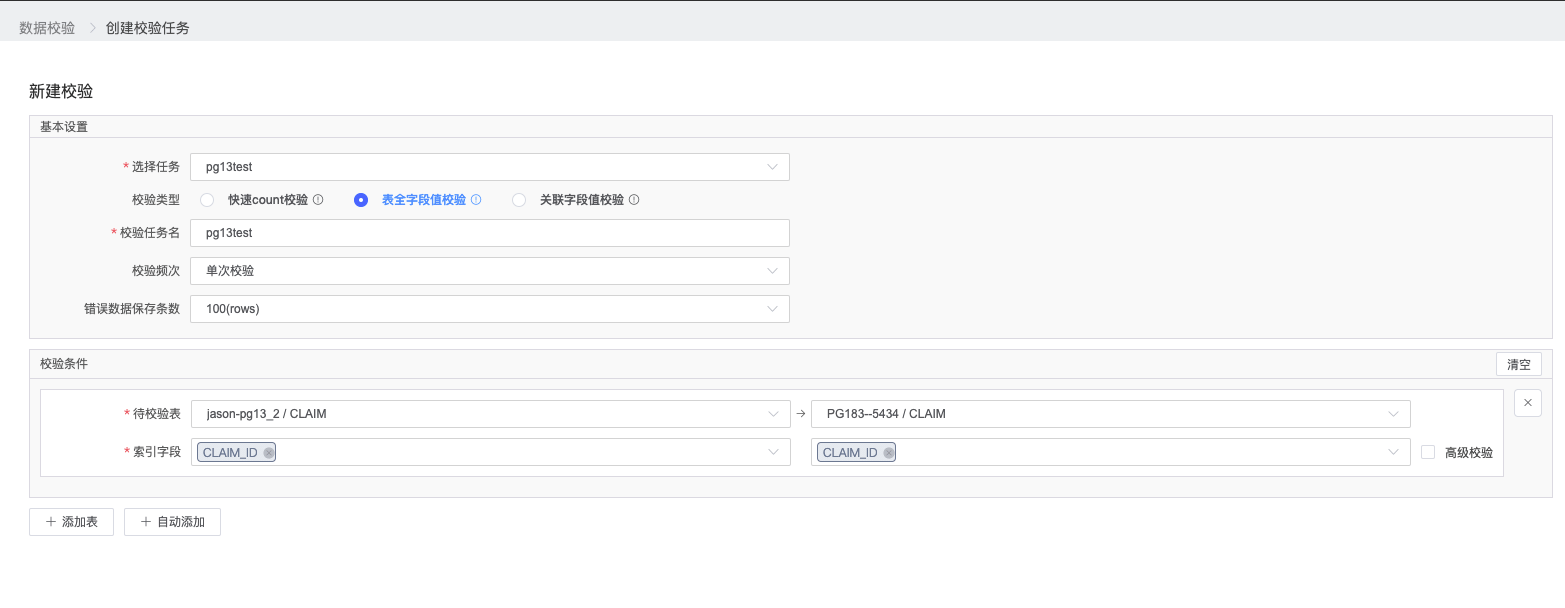 数据校验 > 创建校验任务
新建校验
基本设置
* 选择任务 pg13test
校验类型 快速count校验 表全字段值校验 关联字段值校验
* 校验任务名 pg13test
校验频次 单次校验
错误数据保存条数 100(rows)
校验条件 清空
* 待校验表 jason-pg13_2 / CLAIM → PG183--5434 / CLAIM
* 索引字段 CLAIM_ID CLAIM_ID 高级校验
+ 添加表 + 自动添加